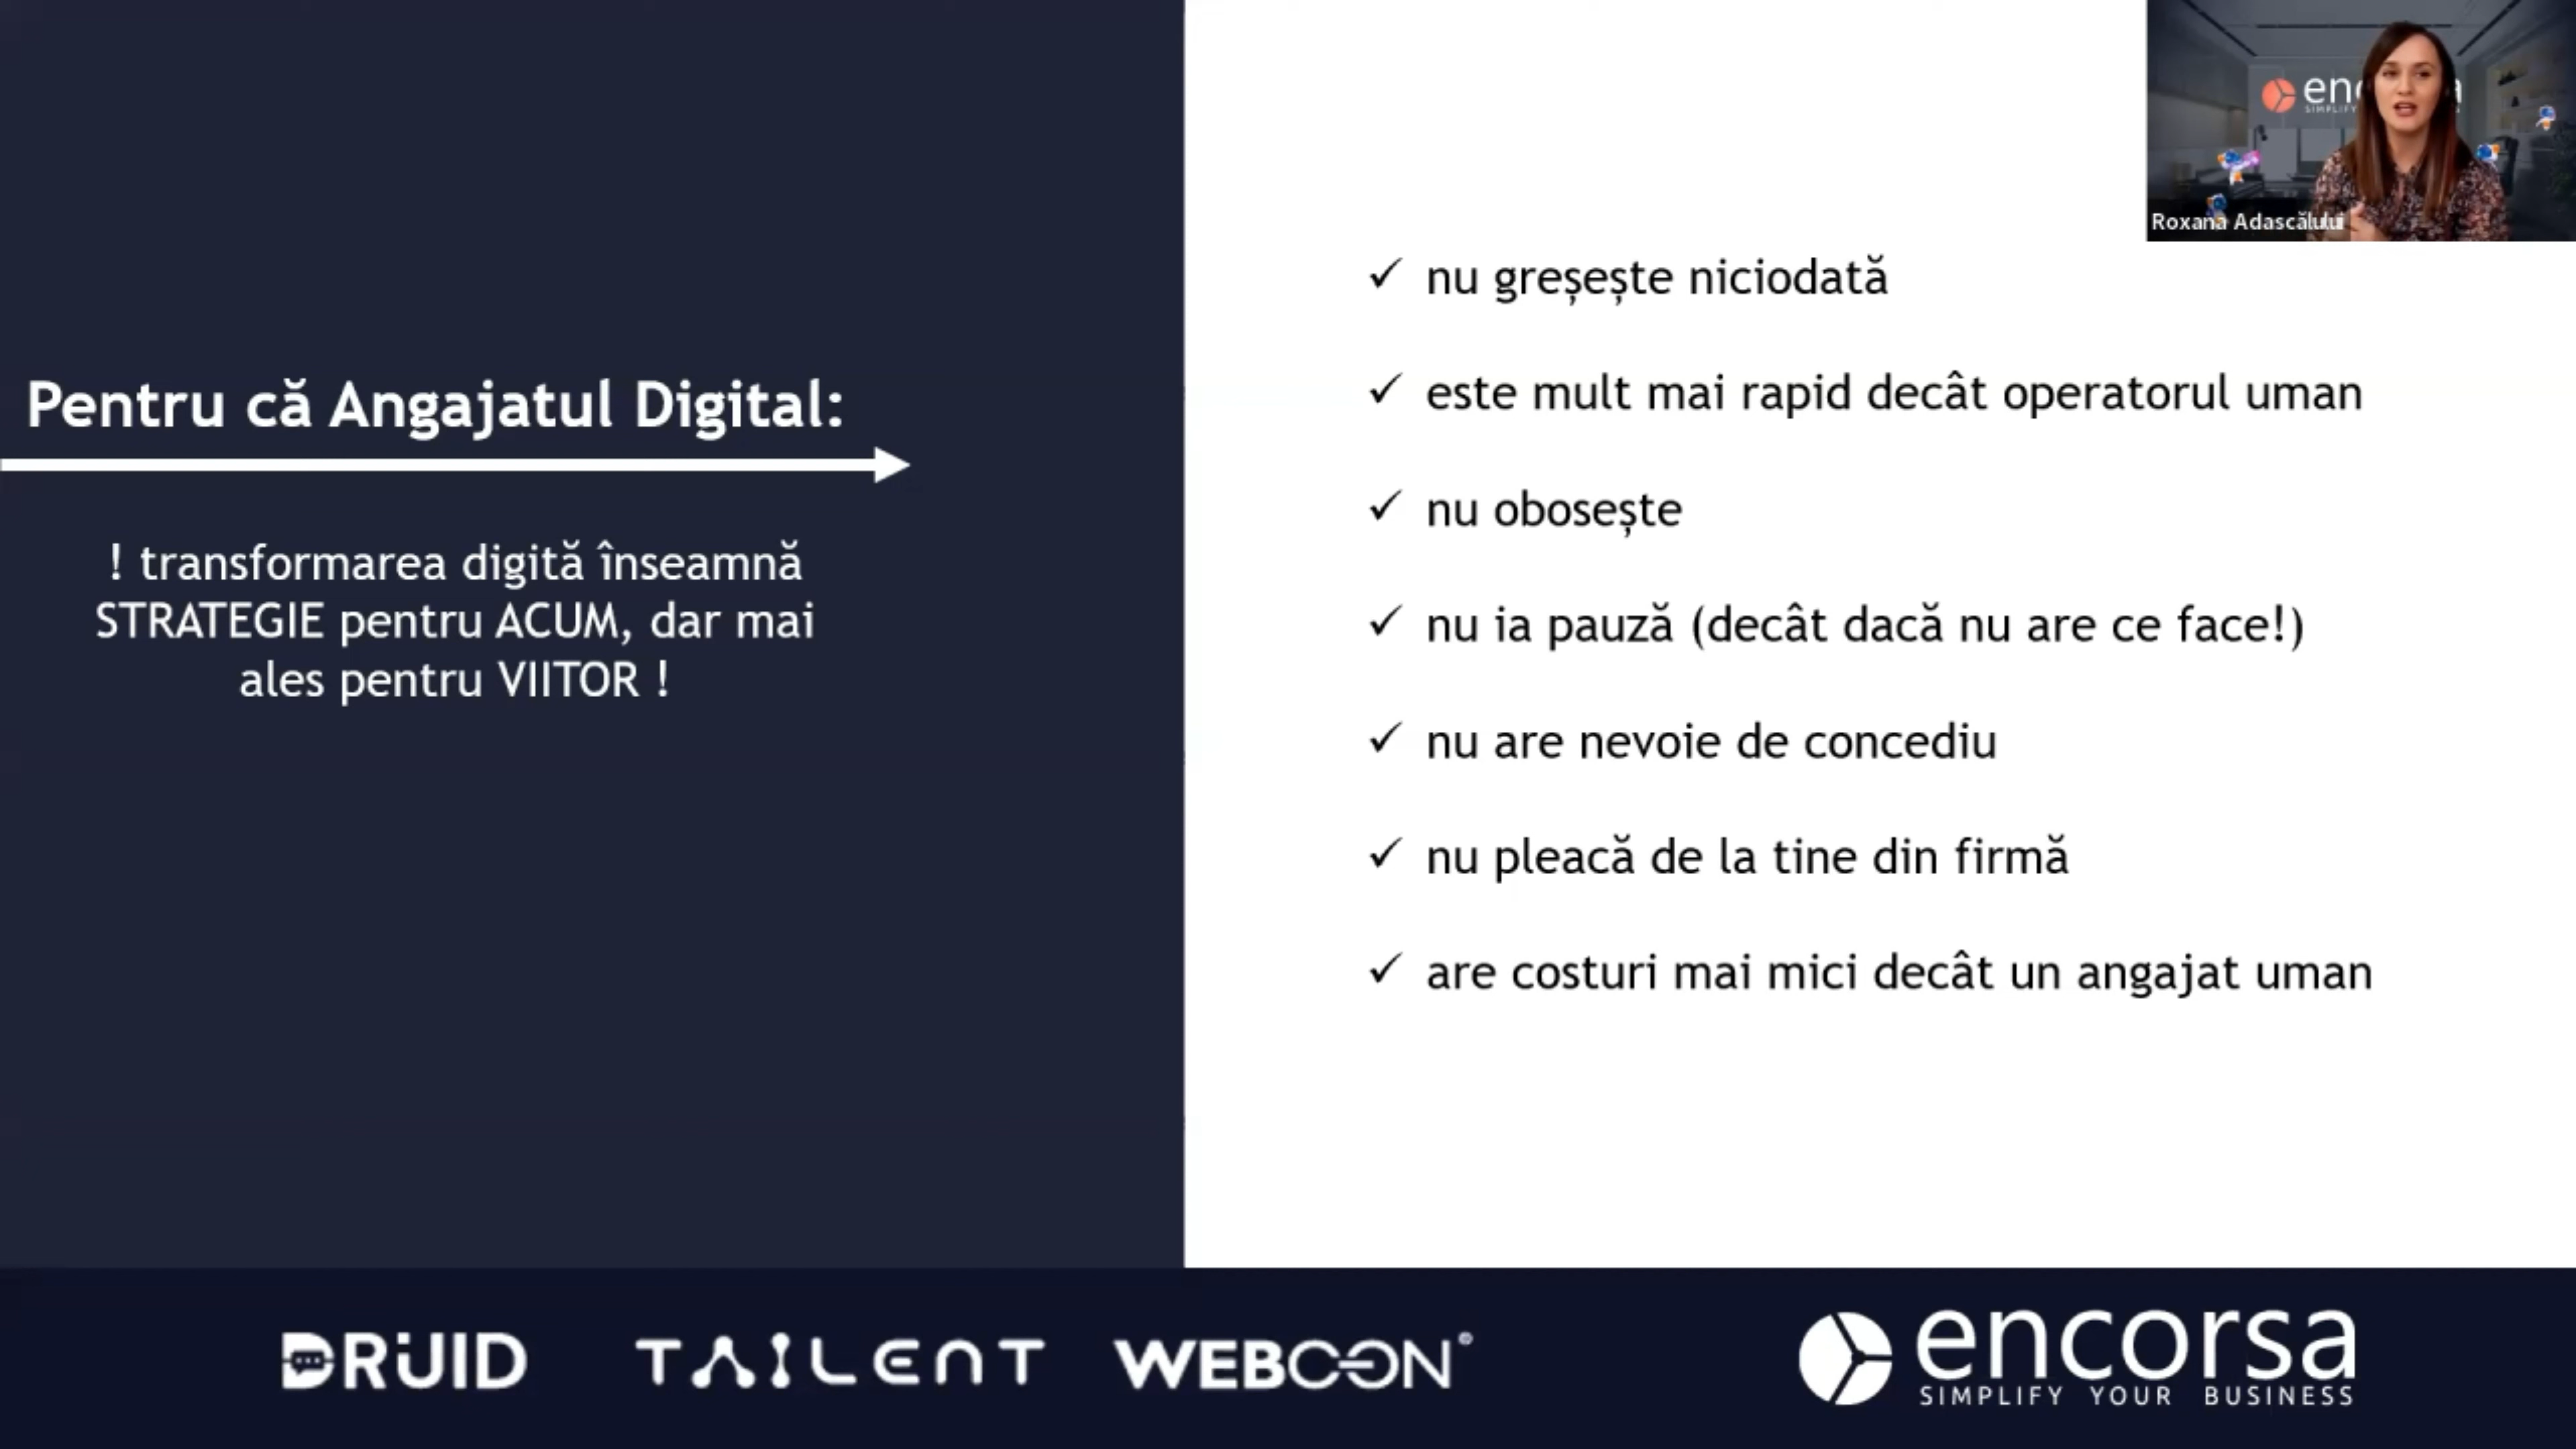 Pentru că Angajatul Digital:
! transformarea digită înseamnă
STRATEGIE pentru ACUM, dar mai
ales pentru VIITOR !
✓ nu greșește niciodată
✓ este mult mai rapid decât operatorul uman
✓ nu obosește
✓ nu ia pauză (decât dacă nu are ce face!)
✓ nu are nevoie de concediu
✓ nu pleacă de la tine din firmă
✓ are costuri mai mici decât un angajat uman
Roxana Adascălului
DRUID
TAILENT
WEBCON®
encorsa
SIMPLIFY YOUR BUSINESS